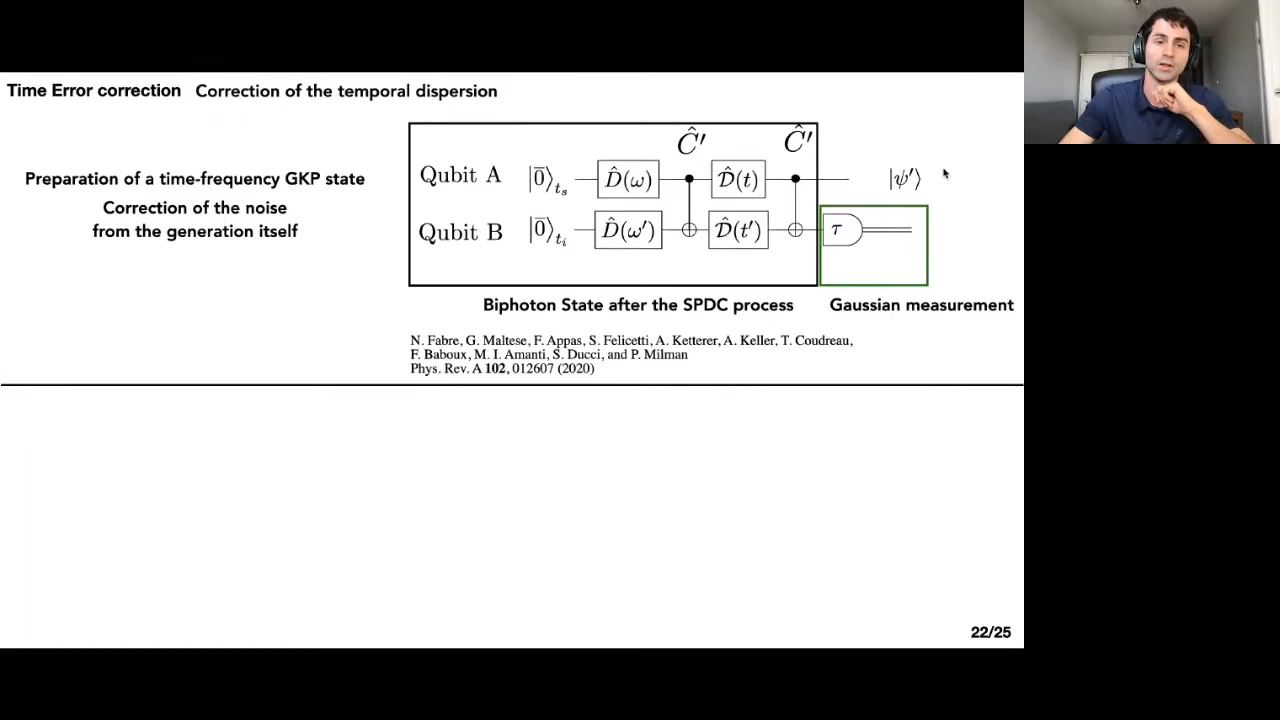 Time Error correction Correction of the temporal dispersion
Preparation of a time-frequency GKP state
Correction of the noise
from the generation itself
Ĉ′ Ĉ′
Qubit A |0̅⟩ₜₛ D̂(ω) 𝒟̂(t) |ψ′⟩
Qubit B |0̅⟩ₜᵢ D̂(ω′) 𝒟̂(t′) τ
Biphoton State after the SPDC process Gaussian measurement
N. Fabre, G. Maltese, F. Appas, S. Felicetti, A. Ketterer, A. Keller, T. Coudreau,
F. Baboux, M. I. Amanti, S. Ducci, and P. Milman
Phys. Rev. A 102, 012607 (2020)
22/25